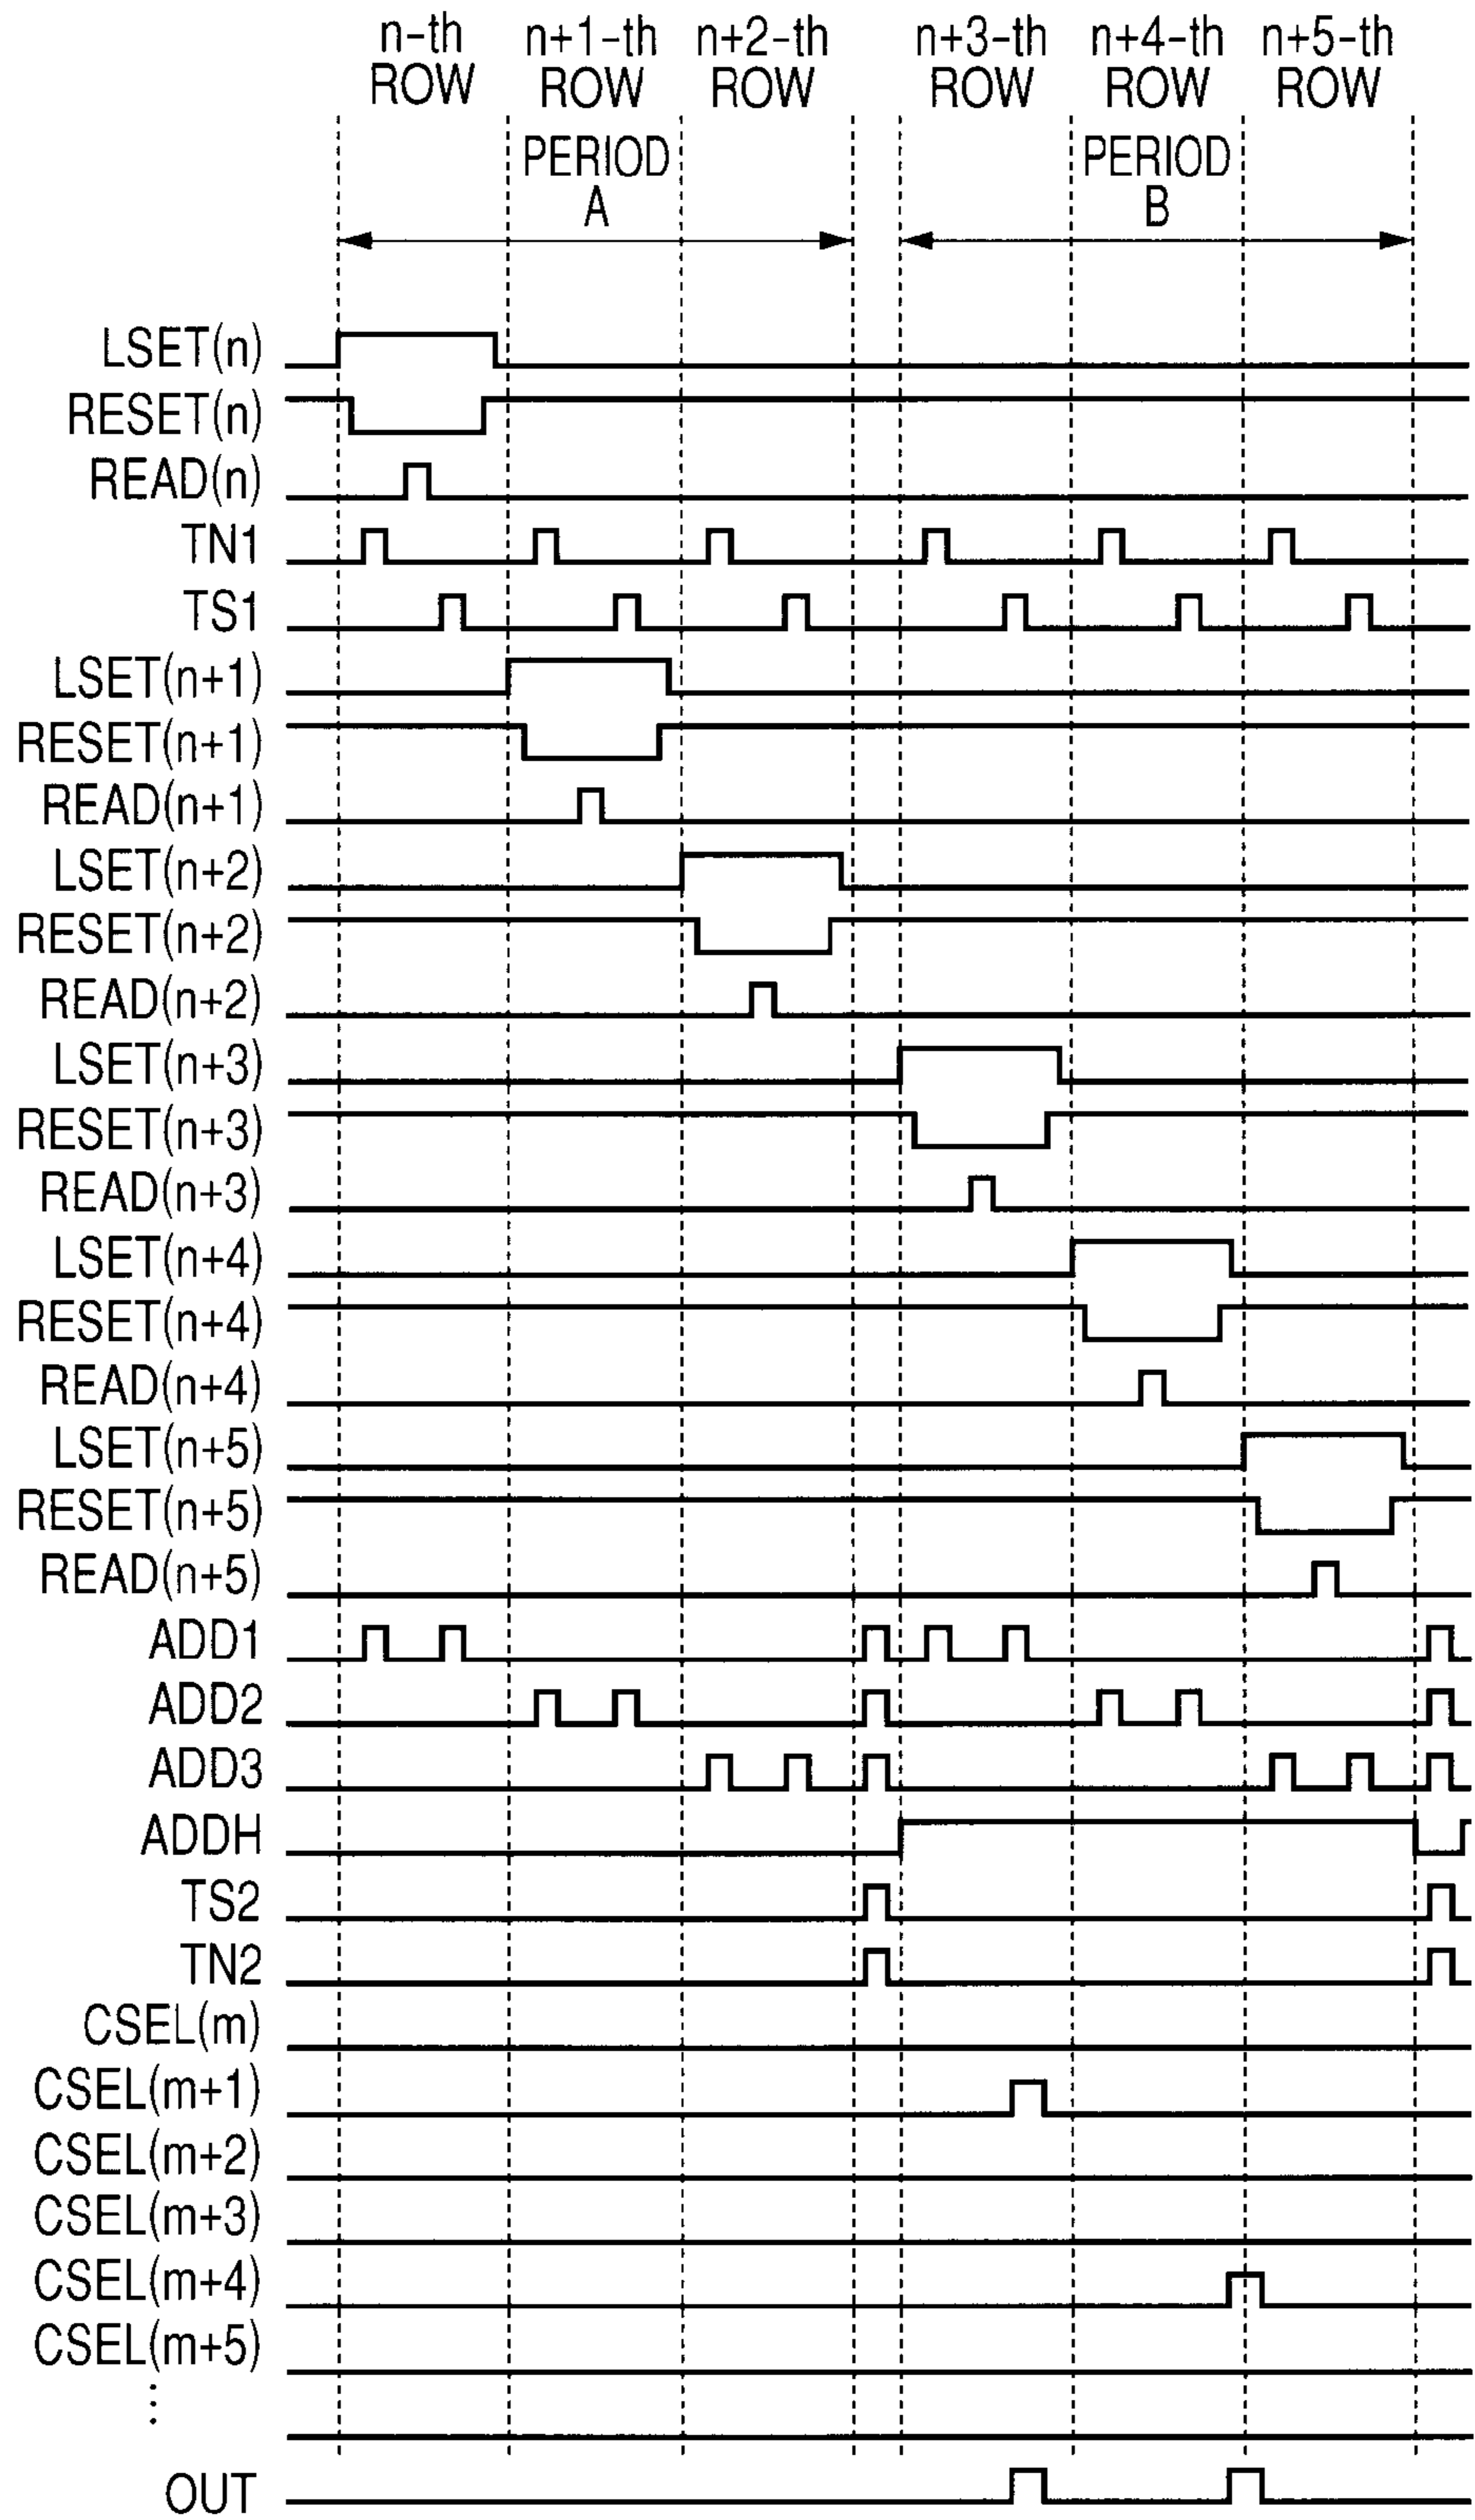 n-th n+1-th n+2-th n+3-th n+4-th n+5-th
ROW ROW ROW ROW ROW ROW
PERIOD PERIOD
A B
LSET(n)
RESET(n)
READ(n)
TN1
TS1
LSET(n+1)
RESET(n+1)
READ(n+1)
LSET(n+2)
RESET(n+2)
READ(n+2)
LSET(n+3)
RESET(n+3)
READ(n+3)
LSET(n+4)
RESET(n+4)
READ(n+4)
LSET(n+5)
RESET(n+5)
READ(n+5)
ADD1
ADD2
ADD3
ADDH
TS2
TN2
CSEL(m)
CSEL(m+1)
CSEL(m+2)
CSEL(m+3)
CSEL(m+4)
CSEL(m+5)
⋮
OUT